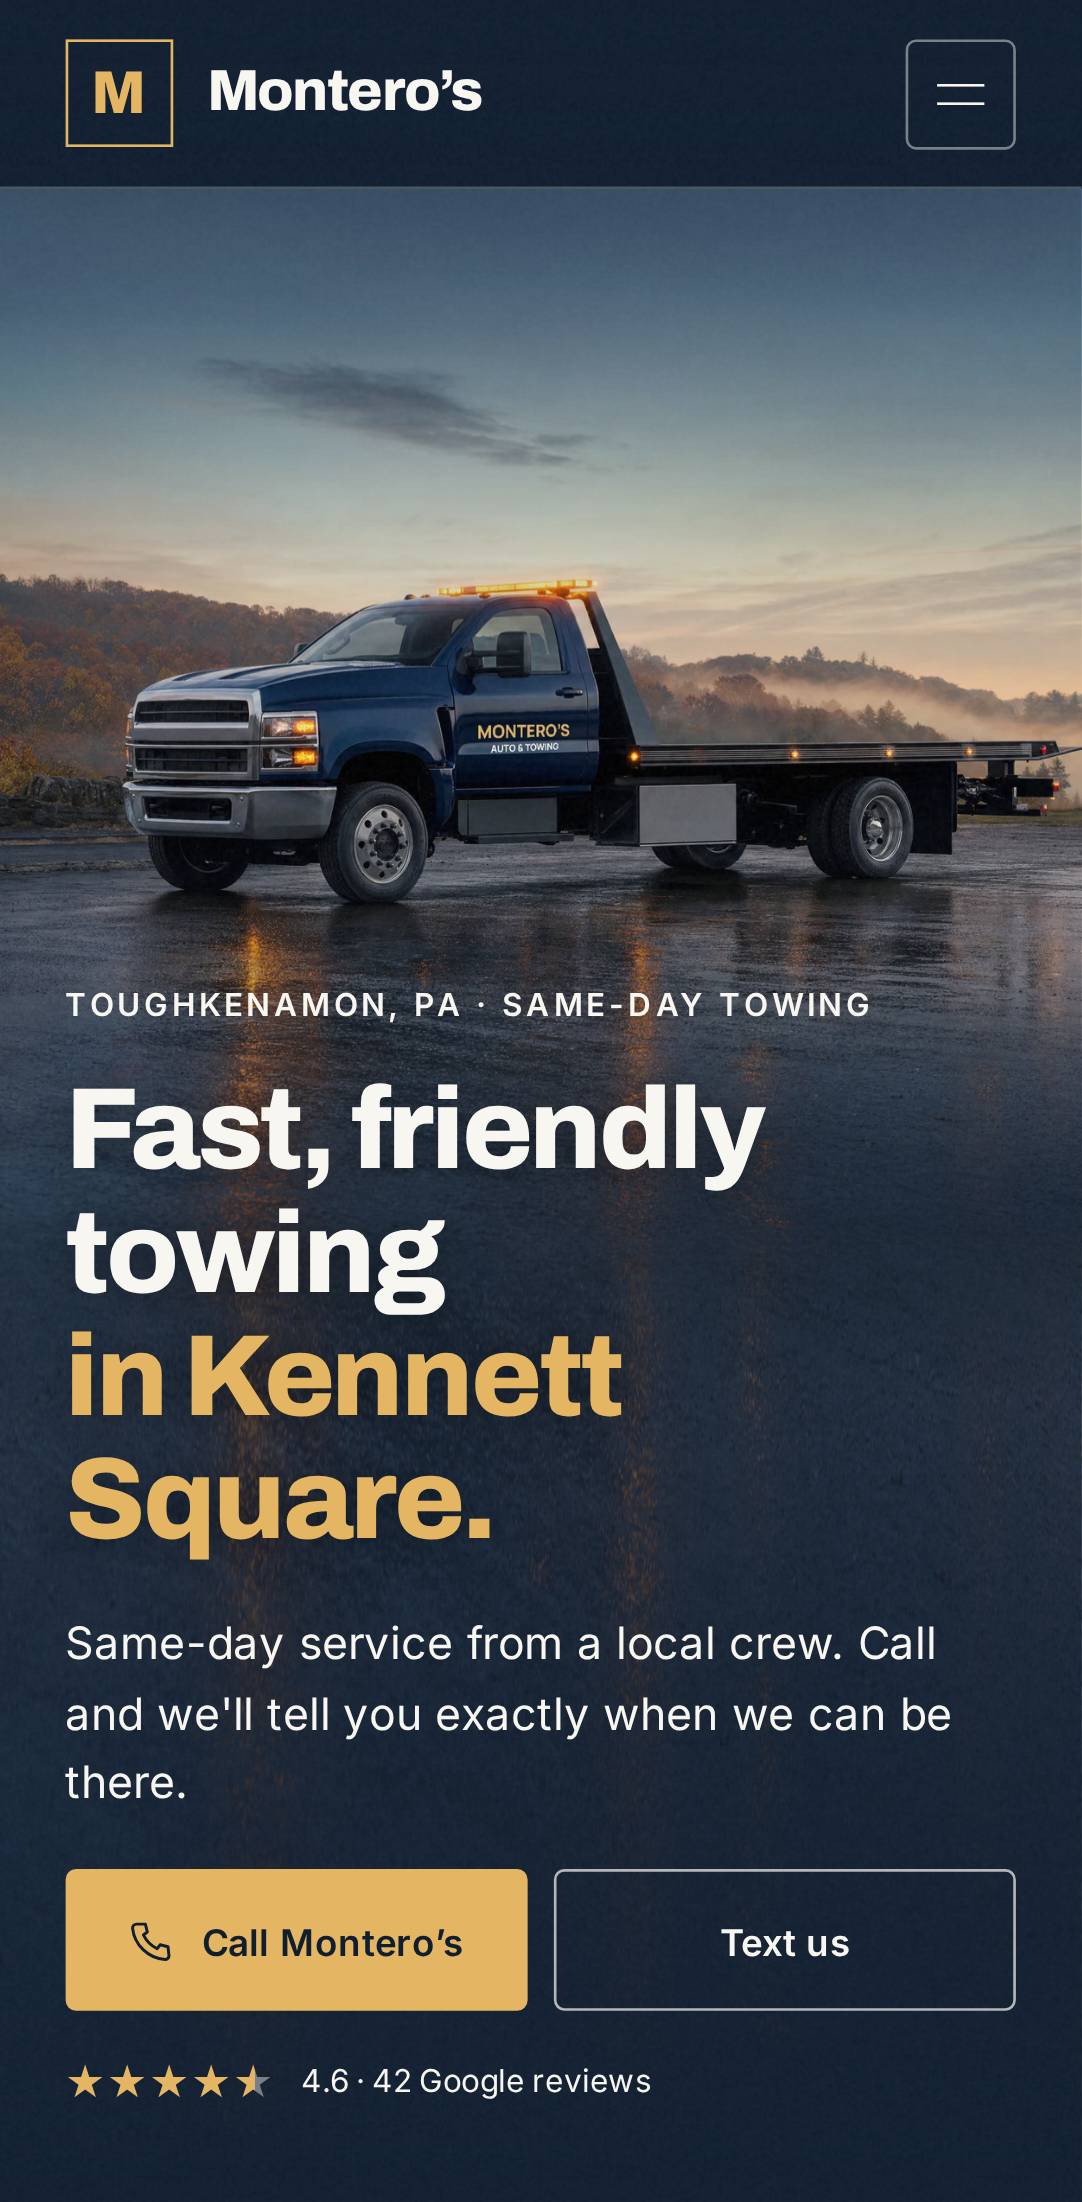 M
Montero’s
MONTERO'S
AUTO & TOWING
TOUGHKENAMON, PA · SAME-DAY TOWING
Fast, friendly
towing
in Kennett
Square.
Same-day service from a local crew. Call
and we'll tell you exactly when we can be
there.
Call Montero’s
Text us
4.6 · 42 Google reviews